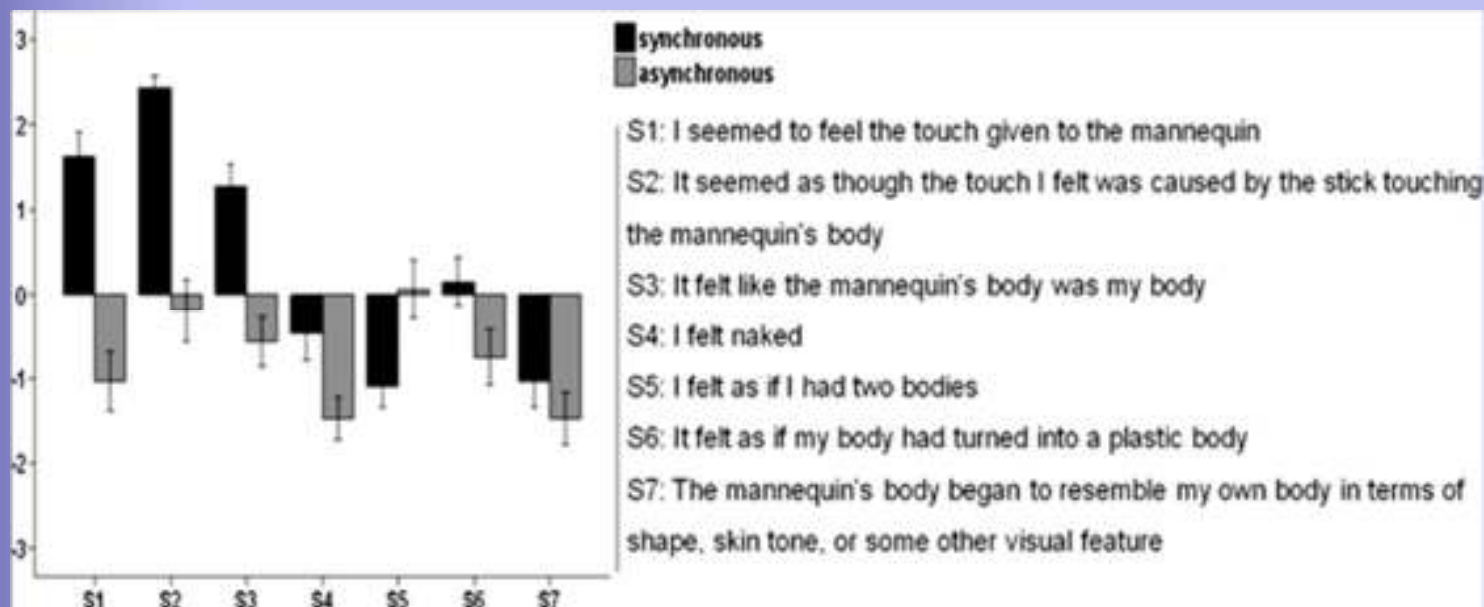 3
2
1
0
-1
-2
-3
S1
S2
S3
S4
S5
S6
S7
synchronous
asynchronous
S1: I seemed to feel the touch given to the mannequin
S2: It seemed as though the touch I felt was caused by the stick touching
the mannequin's body
S3: It felt like the mannequin's body was my body
S4: I felt naked
S5: I felt as if I had two bodies
S6: It felt as if my body had turned into a plastic body
S7: The mannequin's body began to resemble my own body in terms of
shape, skin tone, or some other visual feature